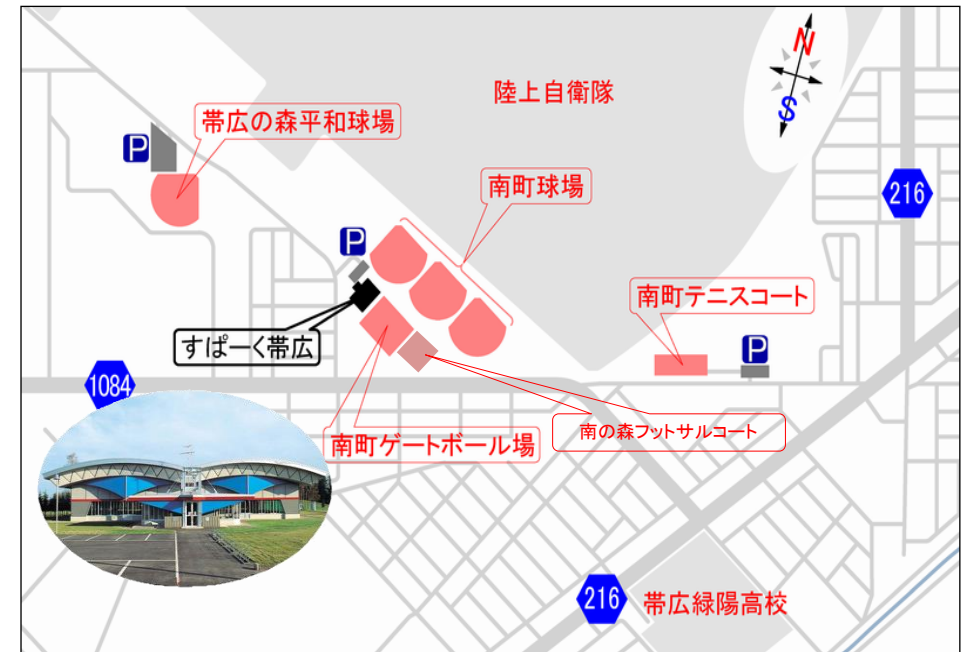 N
S
陸上自衛隊
帯広の森平和球場
P
南町球場
216
P
南町テニスコート
すぱーく帯広
P
1084
南町ゲートボール場
南の森フットサルコート
216
帯広緑陽高校